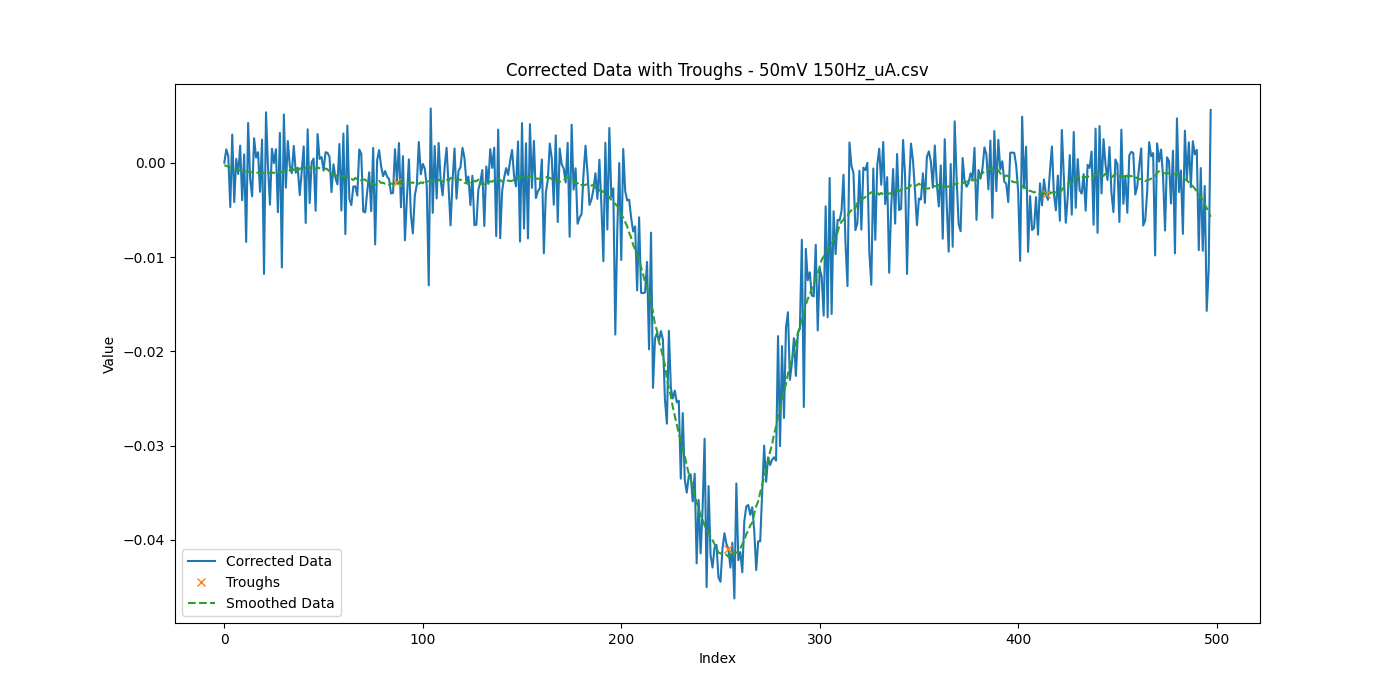 Corrected Data with Troughs - 50mV 150Hz_uA.csv
0.00
−0.01
−0.02
−0.03
−0.04
Value
Corrected Data
Troughs
Smoothed Data
0 100 200 300 400 500
Index